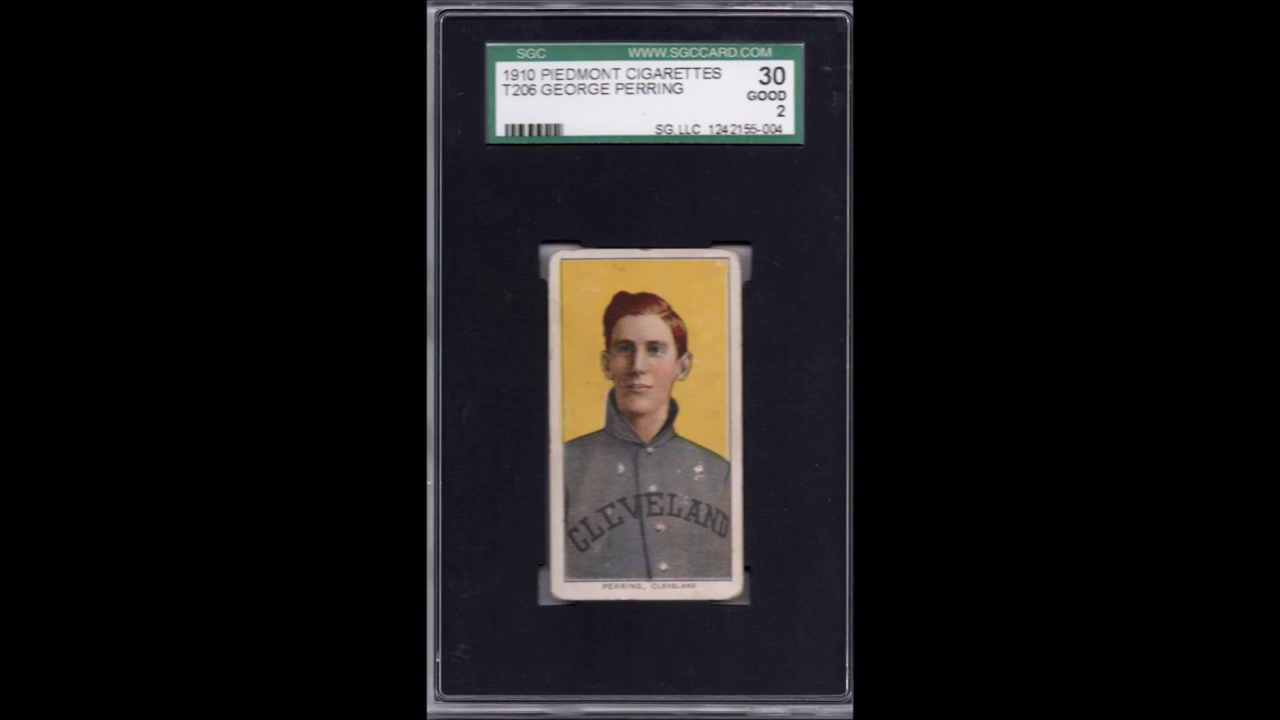 SGC WWW.SGCCARD.COM
1910 PIEDMONT CIGARETTES 30
T206 GEORGE PERRING GOOD
2
SG LLC 1242155-004
CLEVELAND
PERRING, CLEVELAND